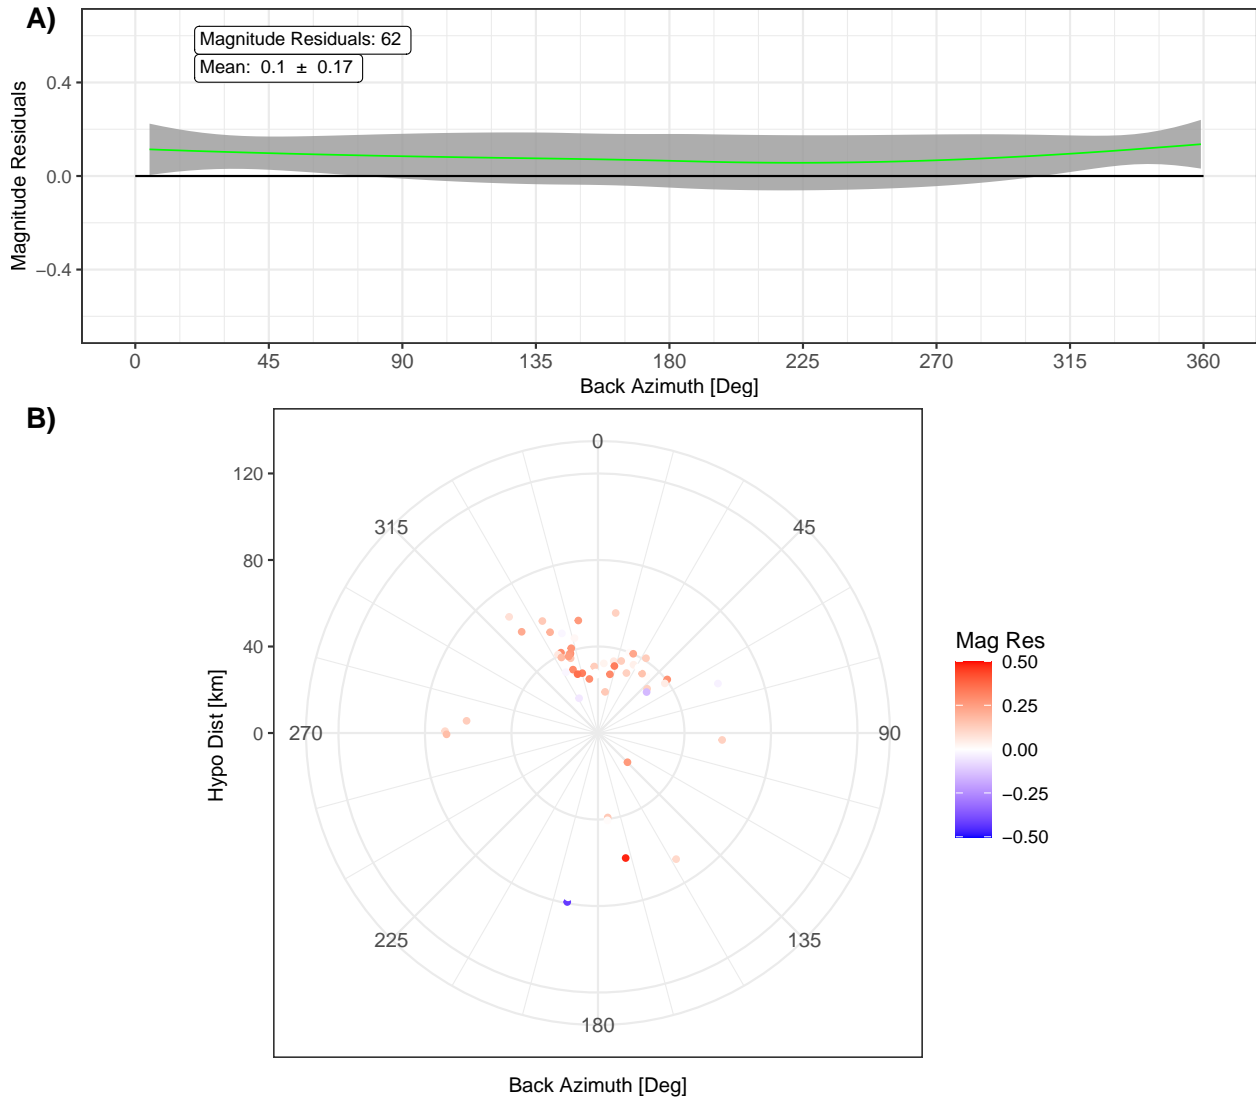 A)
Magnitude Residuals: 62
Mean: 0.1 ± 0.17
Magnitude Residuals
0.4
0.0
−0.4
0 45 90 135 180 225 270 315 360
Back Azimuth [Deg]
B)
0
120
315 45
80
40
0 270 90
Hypo Dist [km]
225 135
180
Back Azimuth [Deg]
Mag Res
0.50
0.25
0.00
−0.25
−0.50